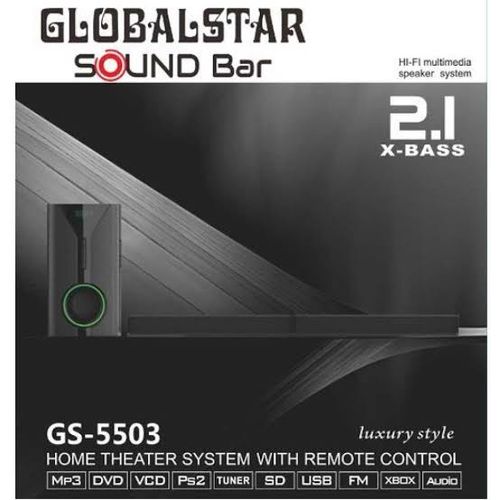 GLOBALSTAR
SOUND Bar
HI-FI multimedia
speaker system
2.1
X-BASS
GS-5503
luxury style
HOME THEATER SYSTEM WITH REMOTE CONTROL
Mp3 DVD VCD Ps2 TUNER SD USB FM XBOX Audio